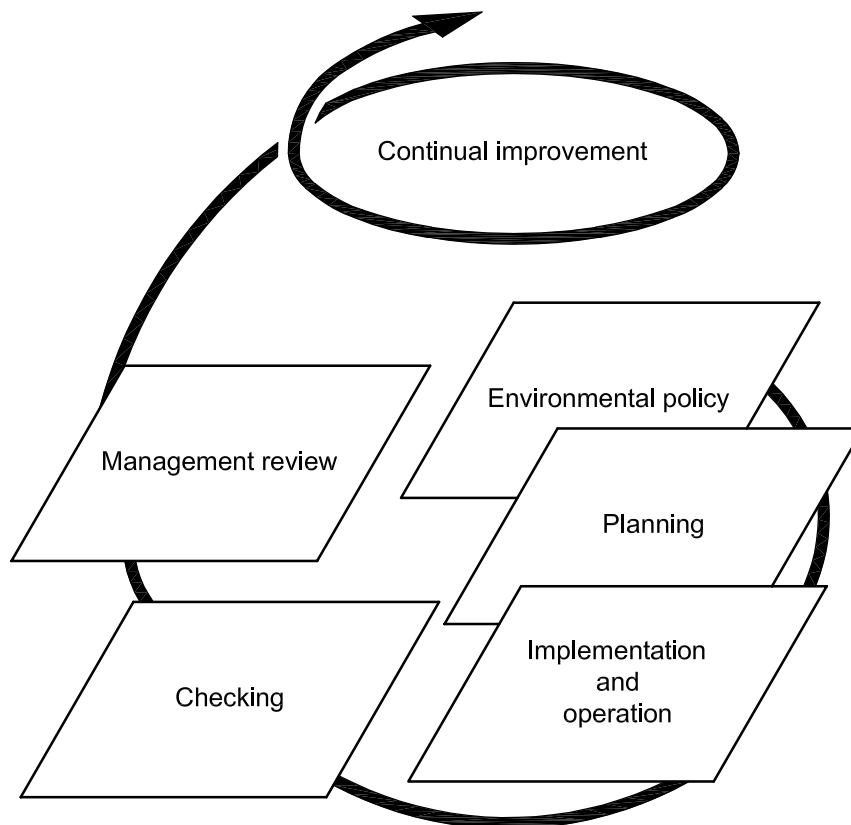 Continual improvement
Environmental policy
Management review
Planning
Implementation
and
operation
Checking